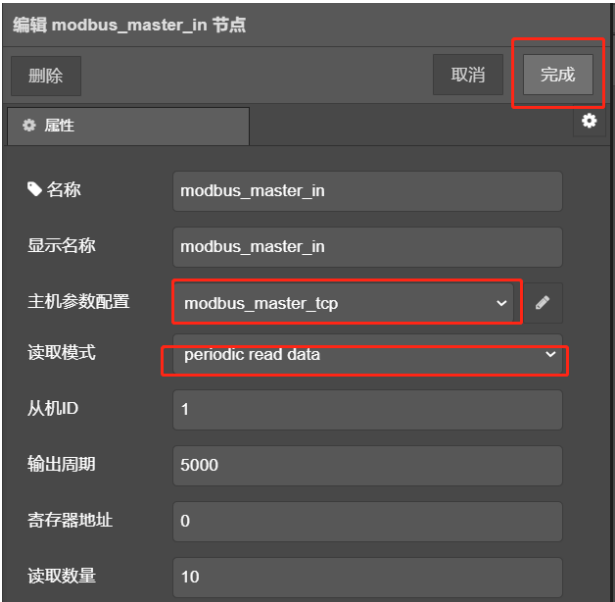 编辑 modbus_master_in 节点
删除 取消 完成
属性
名称 modbus_master_in
显示名称 modbus_master_in
主机参数配置 modbus_master_tcp
读取模式 periodic read data
从机ID 1
输出周期 5000
寄存器地址 0
读取数量 10